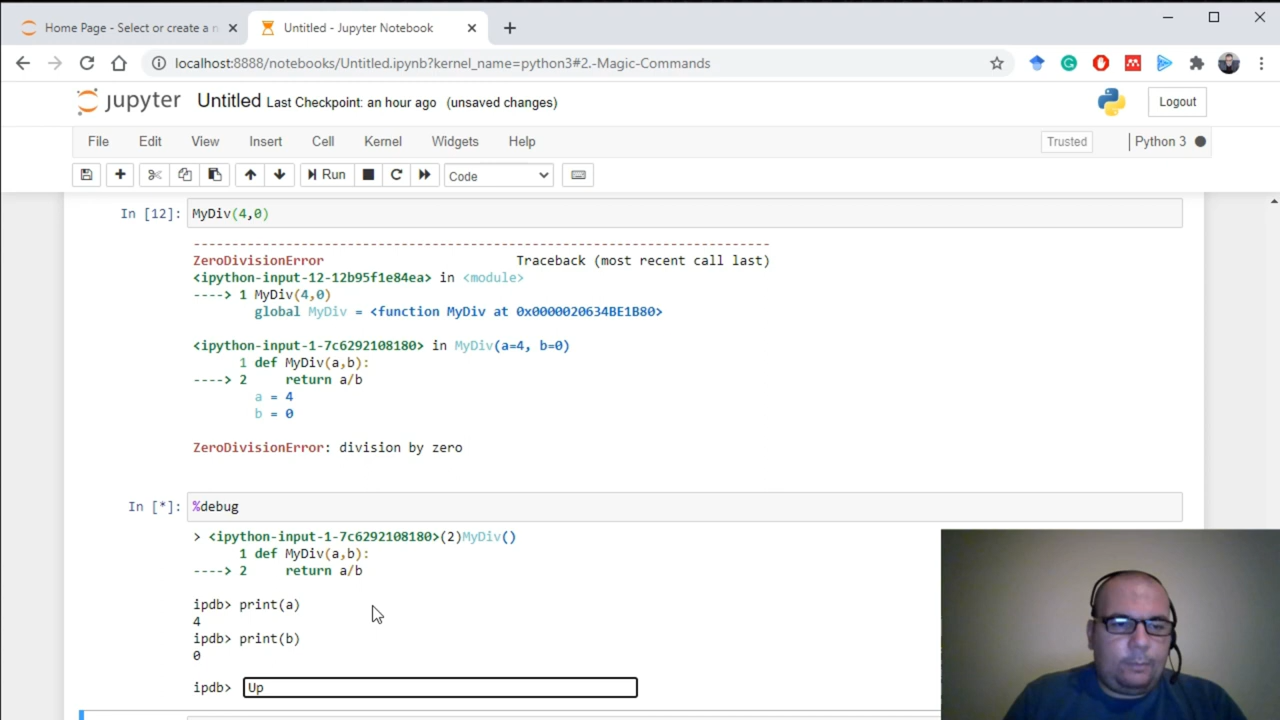 Home Page - Select or create a n
Untitled - Jupyter Notebook
localhost:8888/notebooks/Untitled.ipynb?kernel_name=python3#2.-Magic-Commands
jupyter Untitled Last Checkpoint: an hour ago (unsaved changes)
Logout
File Edit View Insert Cell Kernel Widgets Help
Trusted
Python 3
Run
Code
In [12]: MyDiv(4,0)
---------------------------------------------------------------------------
ZeroDivisionError Traceback (most recent call last)
<ipython-input-12-12b95f1e84ea> in <module>
----> 1 MyDiv(4,0)
global MyDiv = <function MyDiv at 0x0000020634BE1B80>
<ipython-input-1-7c6292108180> in MyDiv(a=4, b=0)
1 def MyDiv(a,b):
----> 2 return a/b
a = 4
b = 0
ZeroDivisionError: division by zero
In [*]: %debug
> <ipython-input-1-7c6292108180>(2)MyDiv()
1 def MyDiv(a,b):
----> 2 return a/b
ipdb> print(a)
4
ipdb> print(b)
0
ipdb> Up